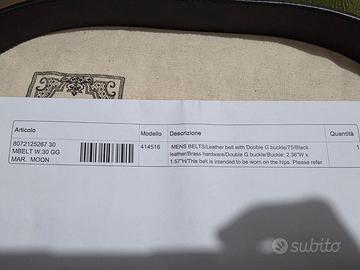 Articolo Modello Descrizione Quantità
8072125267 30 414516 MENS BELTS/Leather belt with Double G buckle/75/Black 1
MBELT W.30 GG leather/Brass hardware/Double G buckle/Buckle: 2.36"W x
MAR. MOON 1.57"H/This belt is intended to be worn on the hips. Please refer
subito